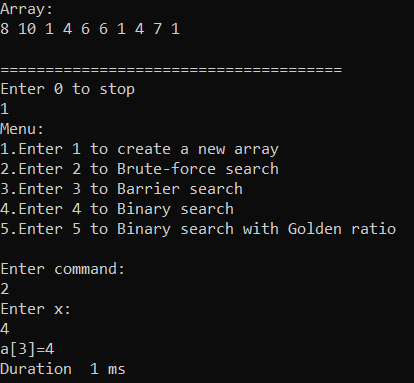 Array:
8 10 1 4 6 6 1 4 7 1
======================================
Enter 0 to stop
1
Menu:
1.Enter 1 to create a new array
2.Enter 2 to Brute-force search
3.Enter 3 to Barrier search
4.Enter 4 to Binary search
5.Enter 5 to Binary search with Golden ratio
Enter command:
2
Enter x:
4
a[3]=4
Duration  1 ms